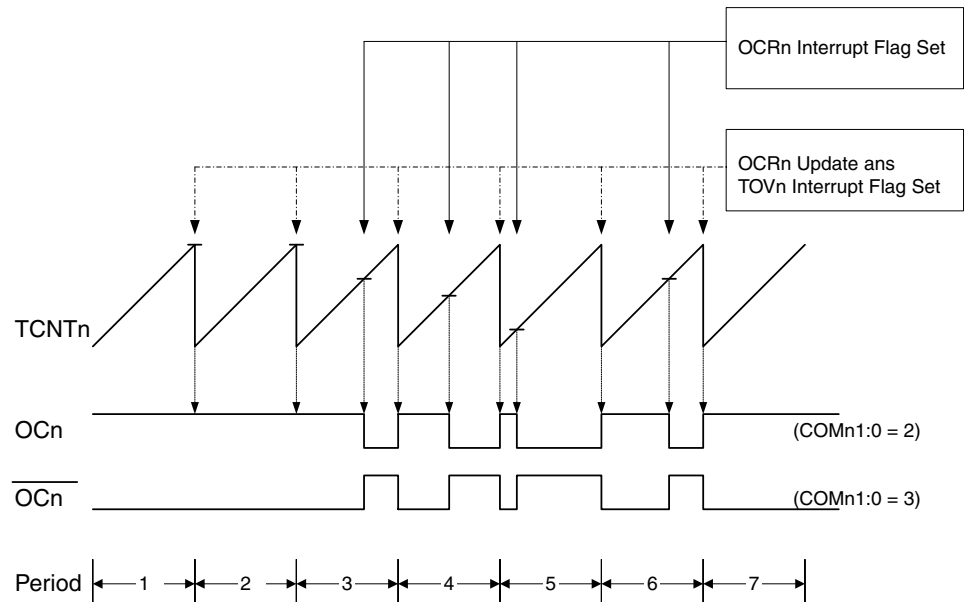 OCRn Interrupt Flag Set
OCRn Update ans
TOVn Interrupt Flag Set
TCNTn
OCn
(COMn1:0 = 2)
OCn
(COMn1:0 = 3)
Period
1
2
3
4
5
6
7